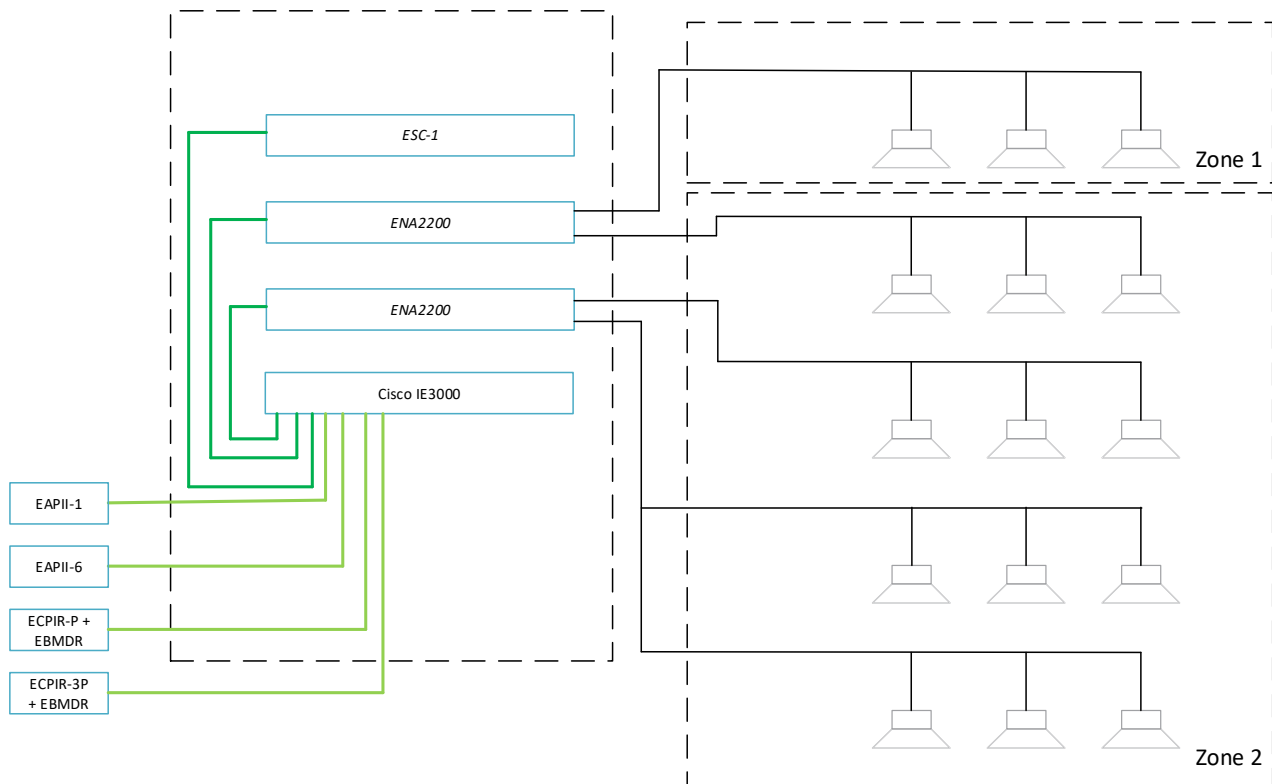 ESC-1
Zone 1
ENA2200
ENA2200
Cisco IE3000
EAPII-1
EAPII-6
ECPIR-P +
EBMDR
ECPIR-3P
+ EBMDR
Zone 2